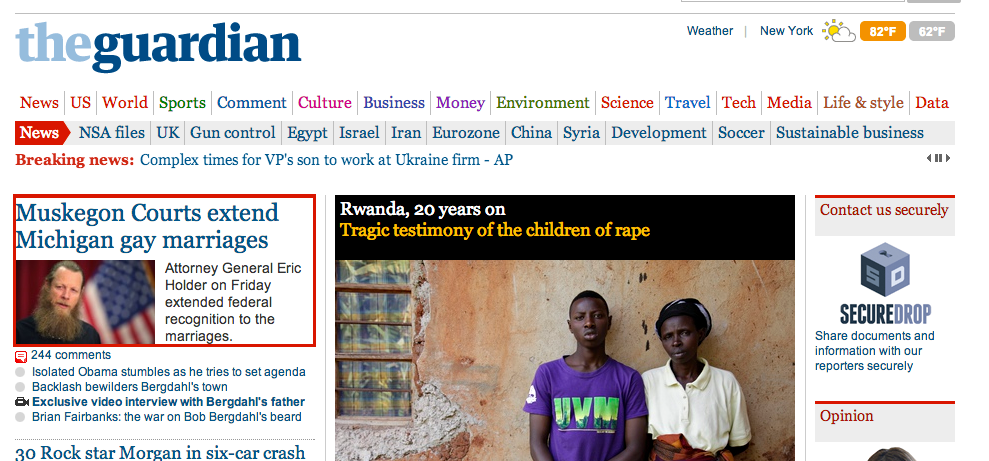 theguardian
Weather | New York 82°F 62°F
News US World Sports Comment Culture Business Money Environment Science Travel Tech Media Life & style Data
News NSA files UK Gun control Egypt Israel Iran Eurozone China Syria Development Soccer Sustainable business
Breaking news: Complex times for VP's son to work at Ukraine firm - AP
Muskegon Courts extend
Michigan gay marriages
Attorney General Eric
Holder on Friday
extended federal
recognition to the
marriages.
244 comments
Isolated Obama stumbles as he tries to set agenda
Backlash bewilders Bergdahl's town
Exclusive video interview with Bergdahl's father
Brian Fairbanks: the war on Bob Bergdahl's beard
30 Rock star Morgan in six-car crash
Rwanda, 20 years on
Tragic testimony of the children of rape
UVM
Contact us securely
SD
SECUREDROP
Share documents and
information with our
reporters securely
Opinion